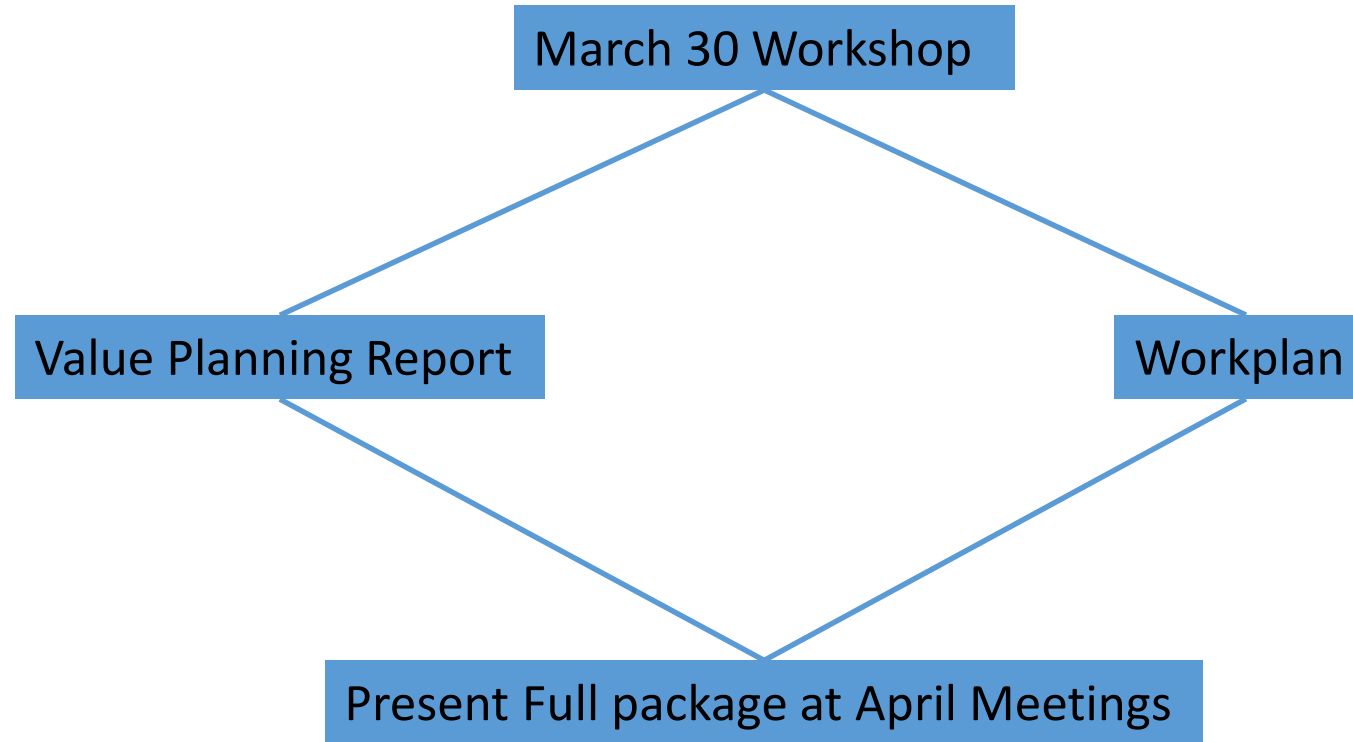 March 30 Workshop
Value Planning Report
Workplan
Present Full package at April Meetings